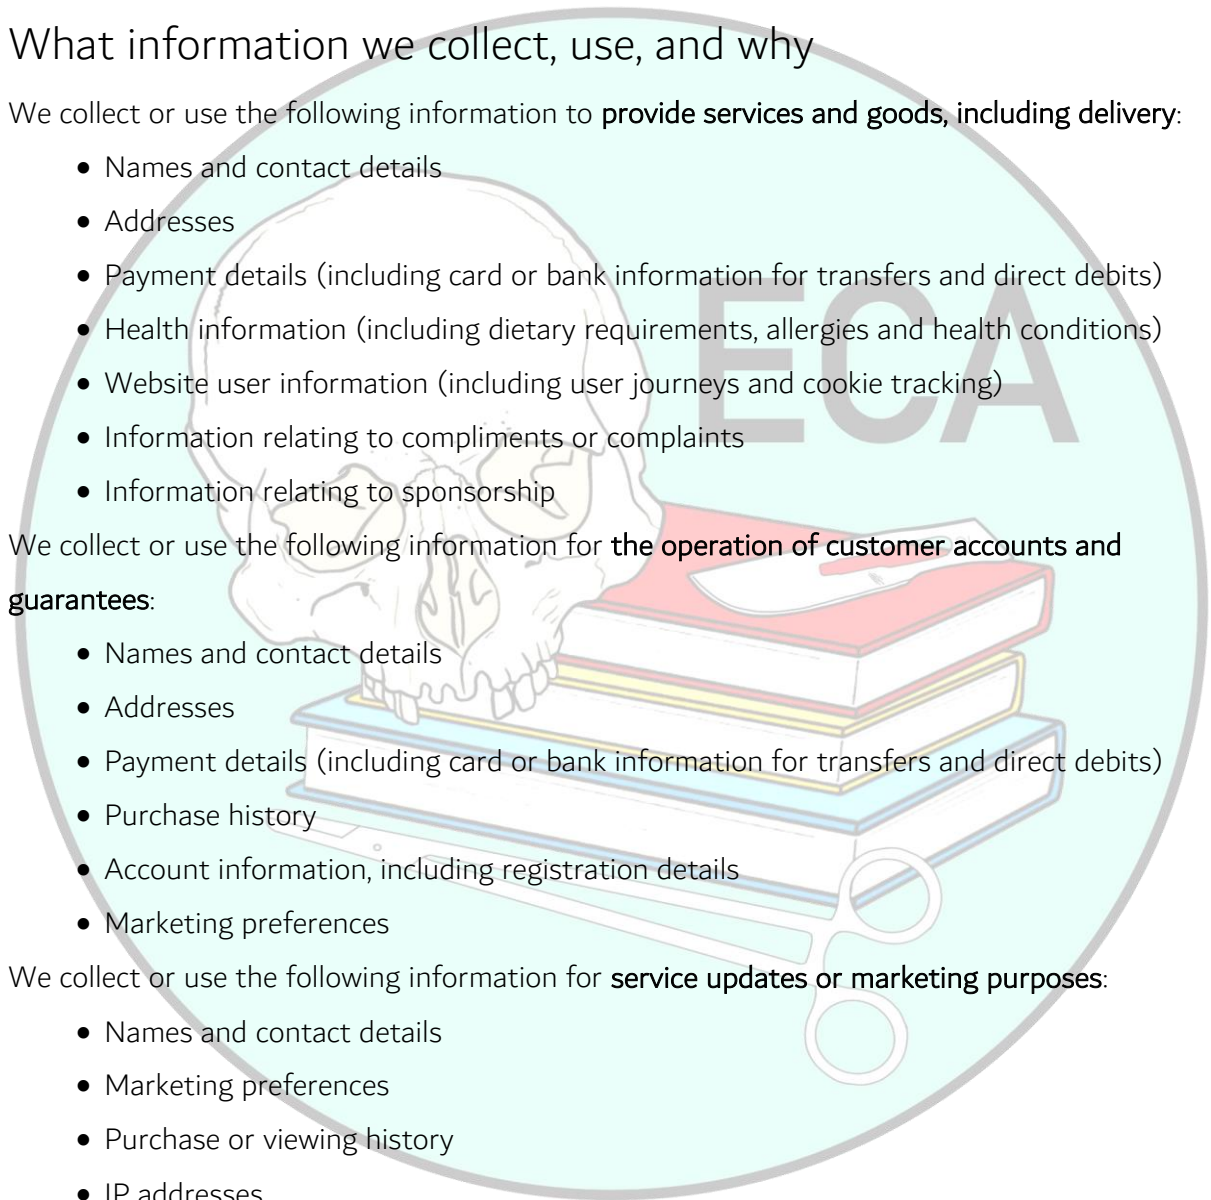 What information we collect, use, and why
We collect or use the following information to provide services and goods, including delivery:
• Names and contact details
• Addresses
• Payment details (including card or bank information for transfers and direct debits)
• Health information (including dietary requirements, allergies and health conditions)
ECA
• Website user information (including user journeys and cookie tracking)
• Information relating to compliments or complaints
• Information relating to sponsorship
We collect or use the following information for the operation of customer accounts and
guarantees:
• Names and contact details
• Addresses
• Payment details (including card or bank information for transfers and direct debits)
• Purchase history
• Account information, including registration details
• Marketing preferences
We collect or use the following information for service updates or marketing purposes:
• Names and contact details
• Marketing preferences
• Purchase or viewing history
• IP addresses